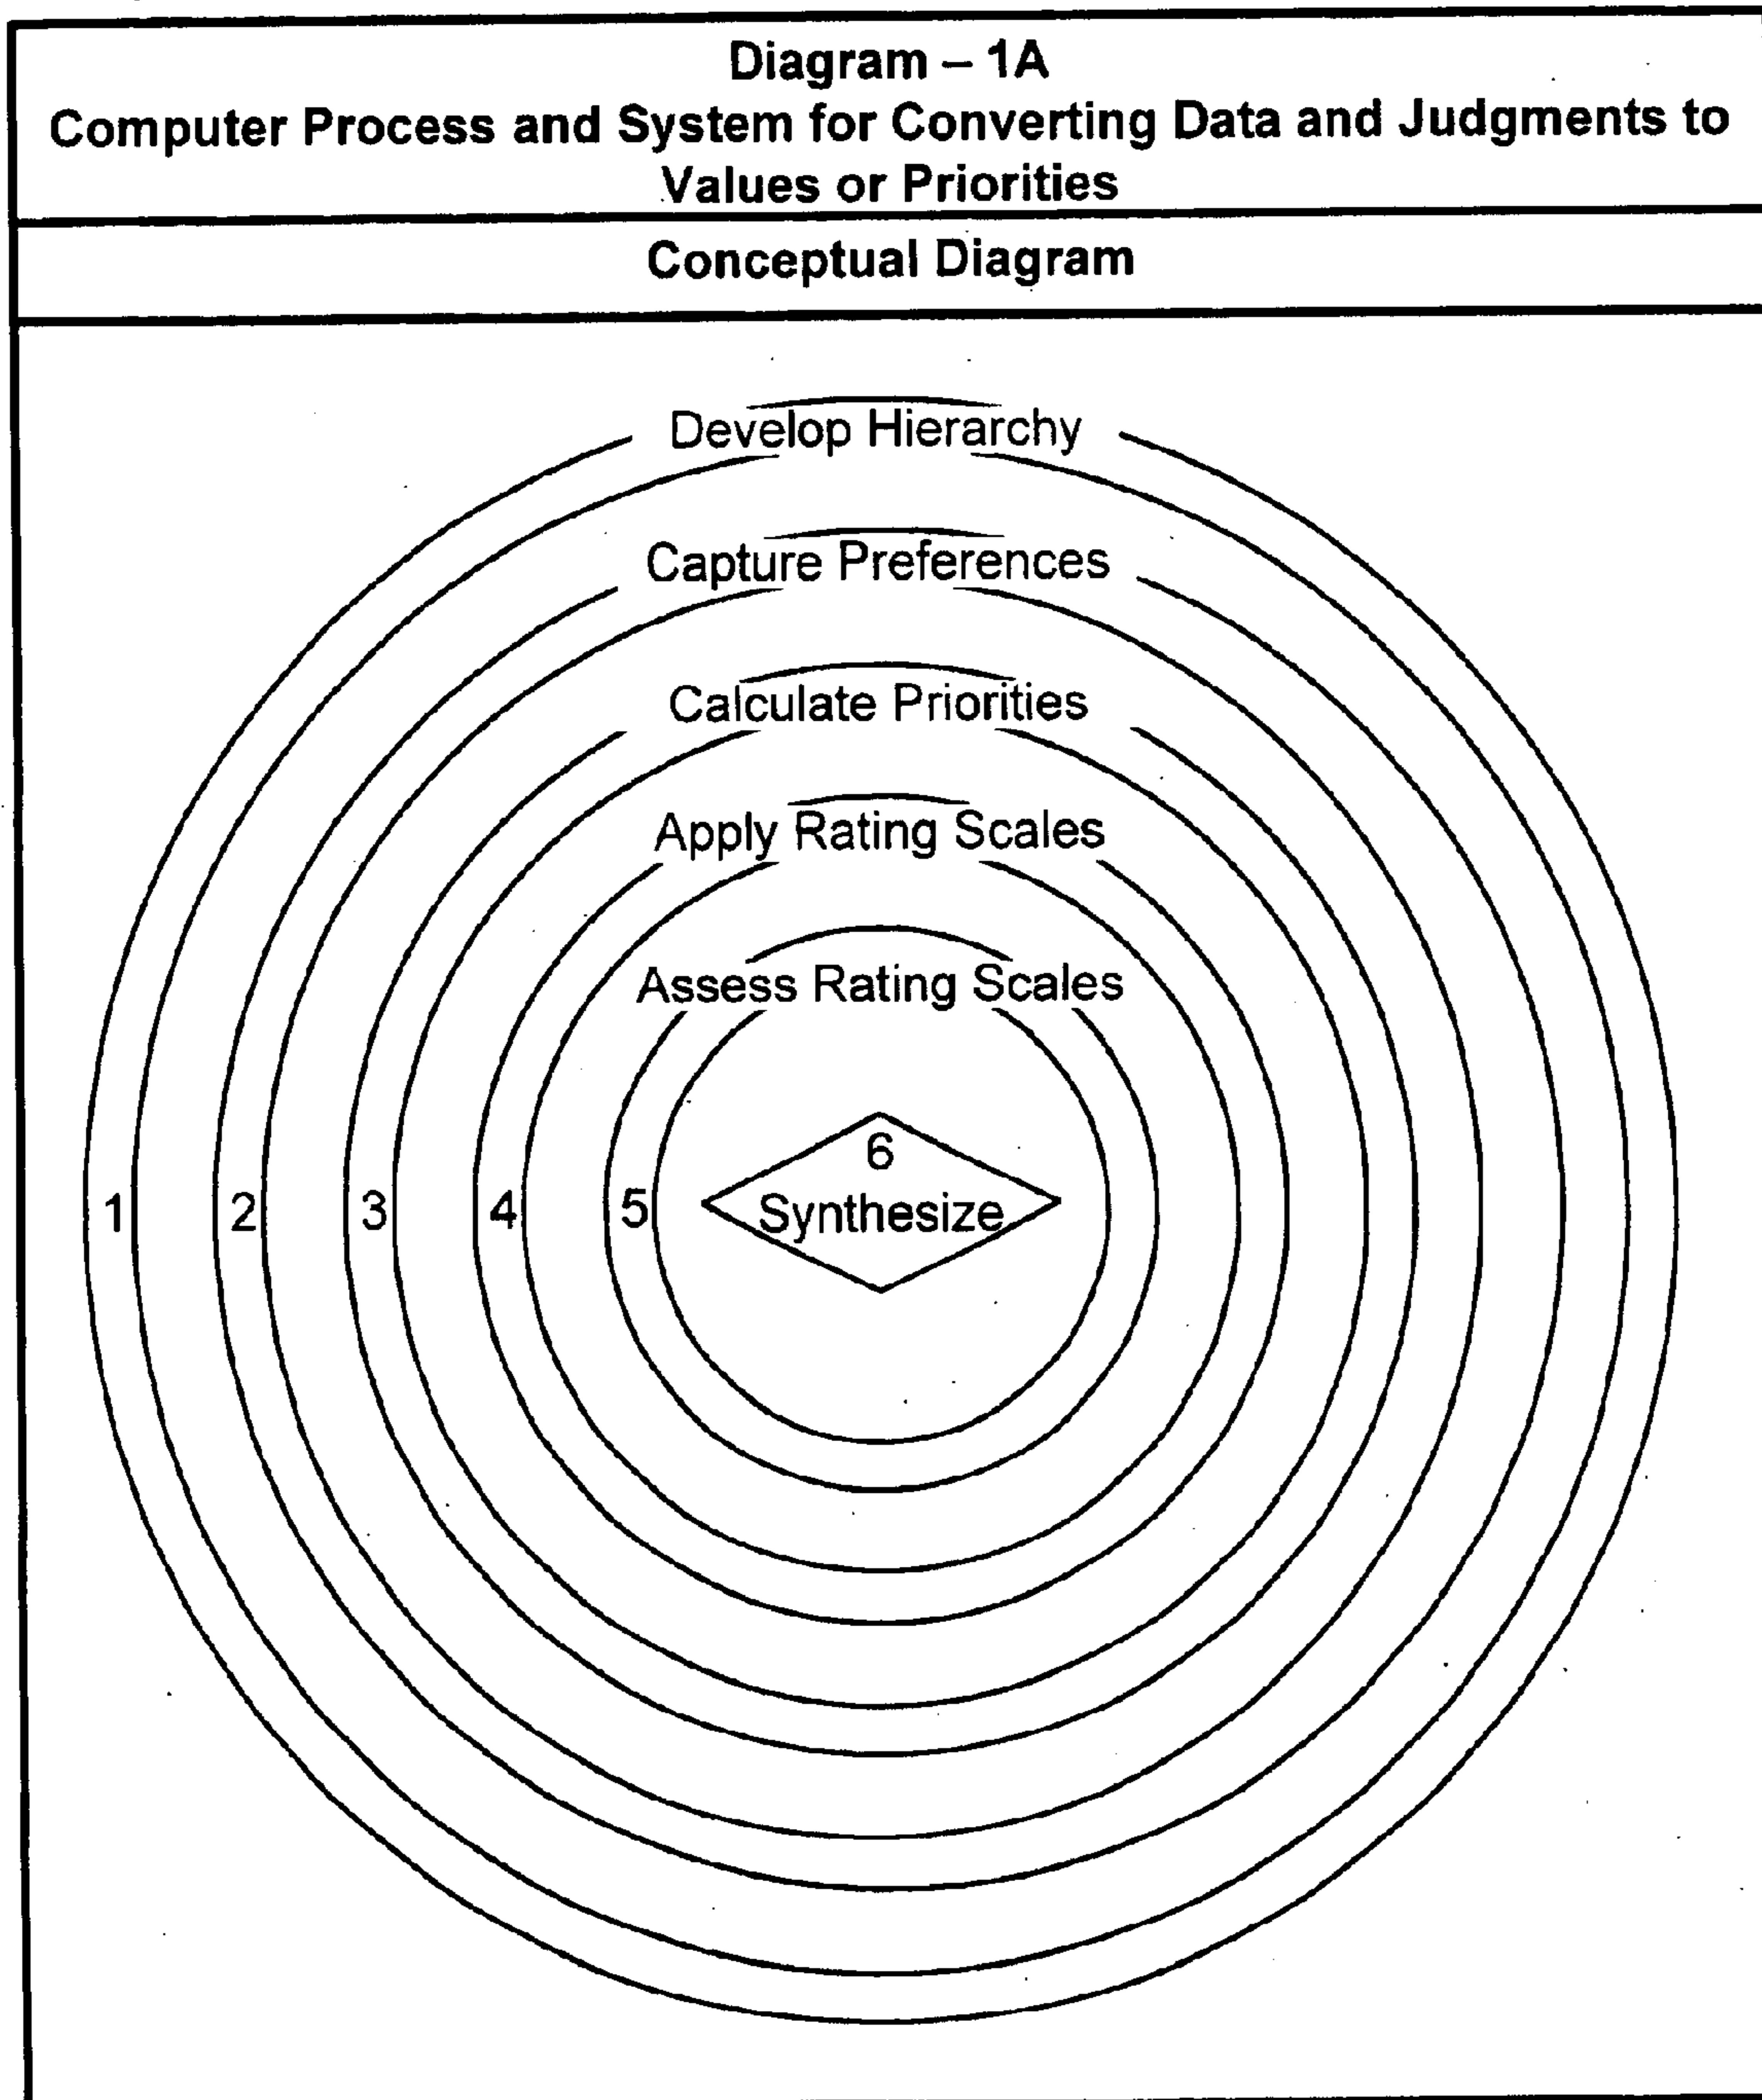 Diagram – 1A
Computer Process and System for Converting Data and Judgments to
Values or Priorities
Conceptual Diagram
Develop Hierarchy
Capture Preferences
Calculate Priorities
Apply Rating Scales
Assess Rating Scales
6
1 2 3 4 5 Synthesize